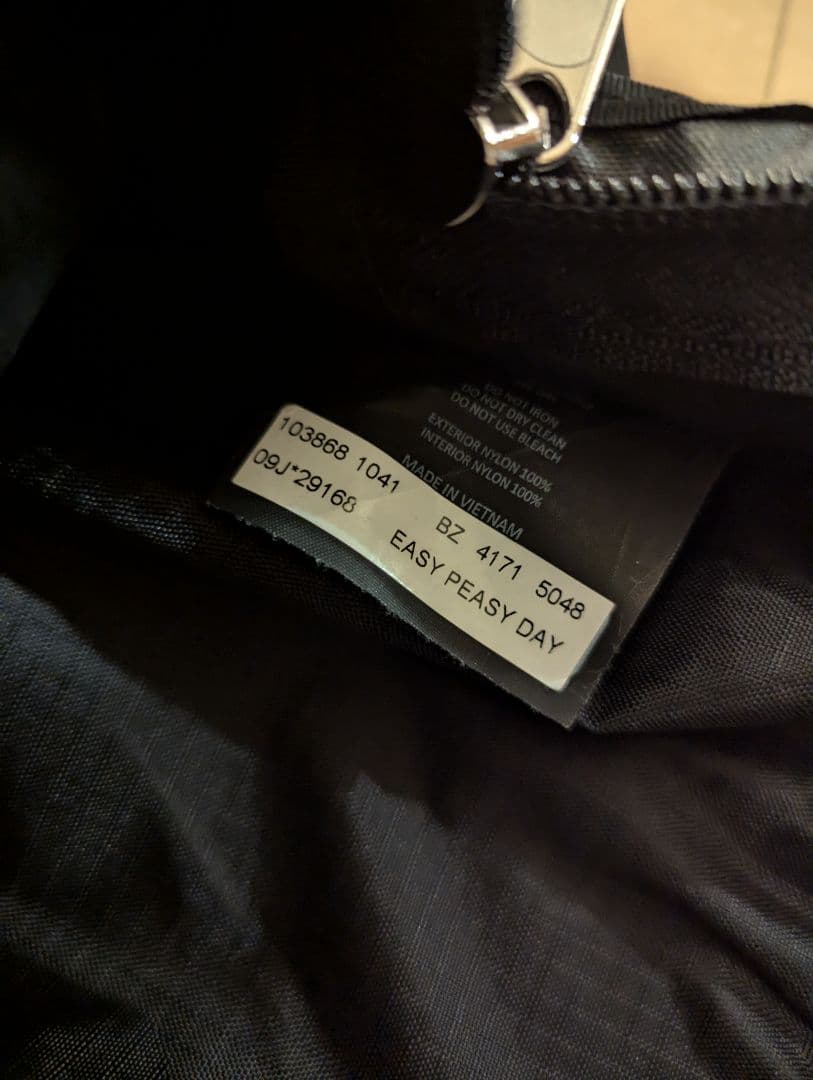 DO NOT IRON
DO NOT DRY CLEAN
DO NOT USE BLEACH
EXTERIOR NYLON 100%
INTERIOR NYLON 100%
MADE IN VIETNAM
103868 1041 BZ 4171 5048
09J*29168 EASY PEASY DAY